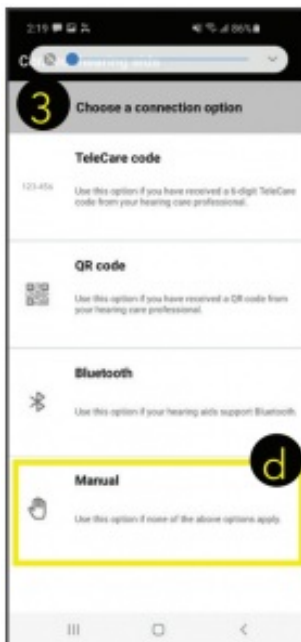 2:19 86%
3 Choose a connection option
TeleCare code
123-456
Use this option if you have received a 6-digit TeleCare
code from your hearing care professional.
QR code
Use this option if you have received a QR code from
your hearing care professional.
Bluetooth
Use this option if your hearing aids support Bluetooth.
d
Manual
Use this option if none of the above options apply.